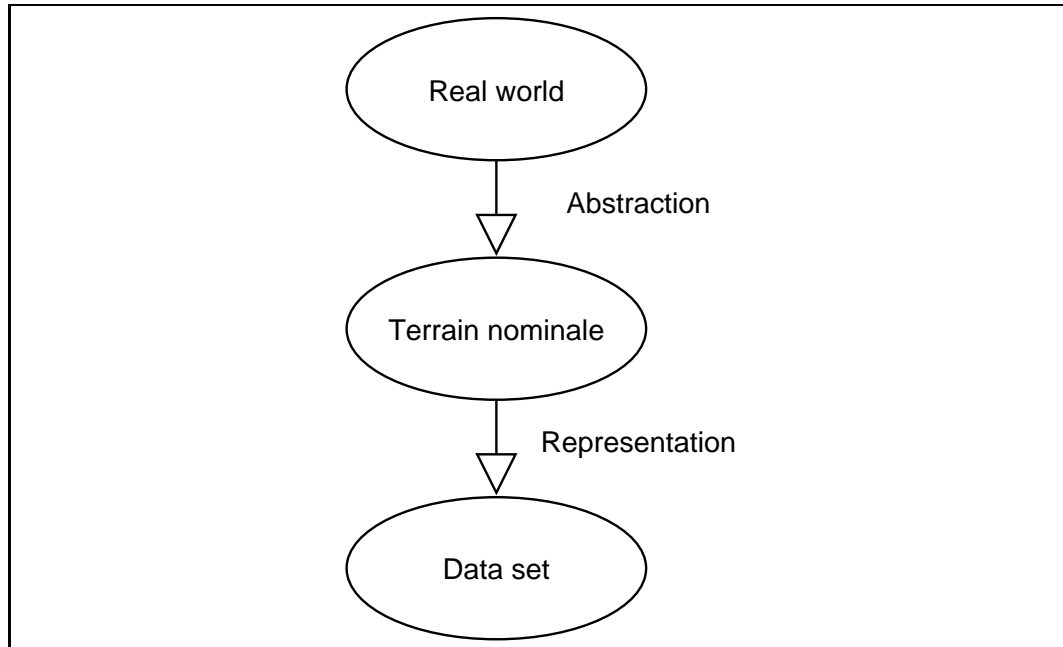 Real world
Abstraction
Terrain nominale
Representation
Data set